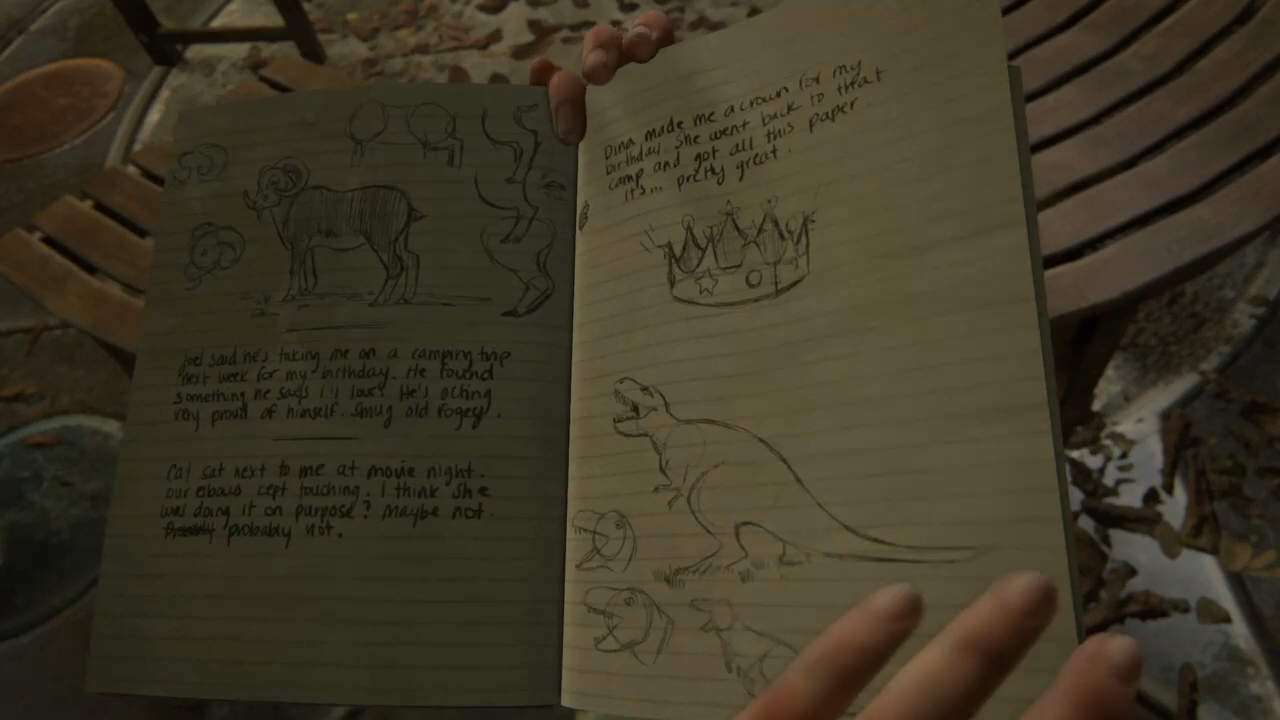 Joel said he's taking me on a camping trip
next week for my birthday. He found
something he says I'll love. He's acting
very proud of himself. Smug old fogey.
Cat sat next to me at movie night.
our elbows kept touching. I think she
was doing it on purpose? Maybe not.
probably not.
Dina made me a crown for my
birthday. She went back to that
camp and got all this paper
it's... pretty great.